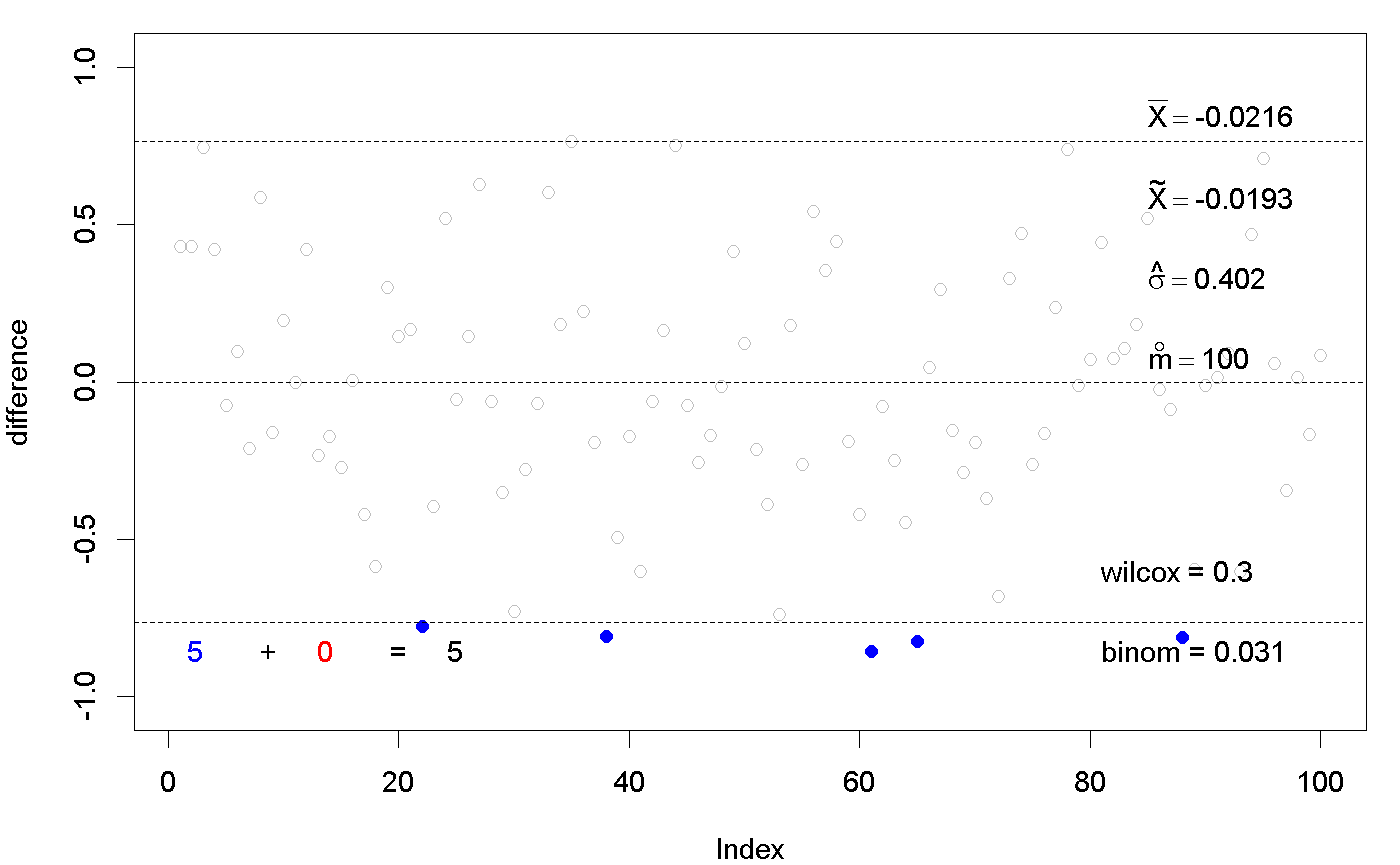 1.0
X̅ = -0.0216
X̃ = -0.0193
0.5
σ̂ = 0.402
m̊ = 100
0.0
difference
-0.5
wilcox = 0.3
5 + 0 = 5
binom = 0.031
-1.0
0 20 40 60 80 100
Index